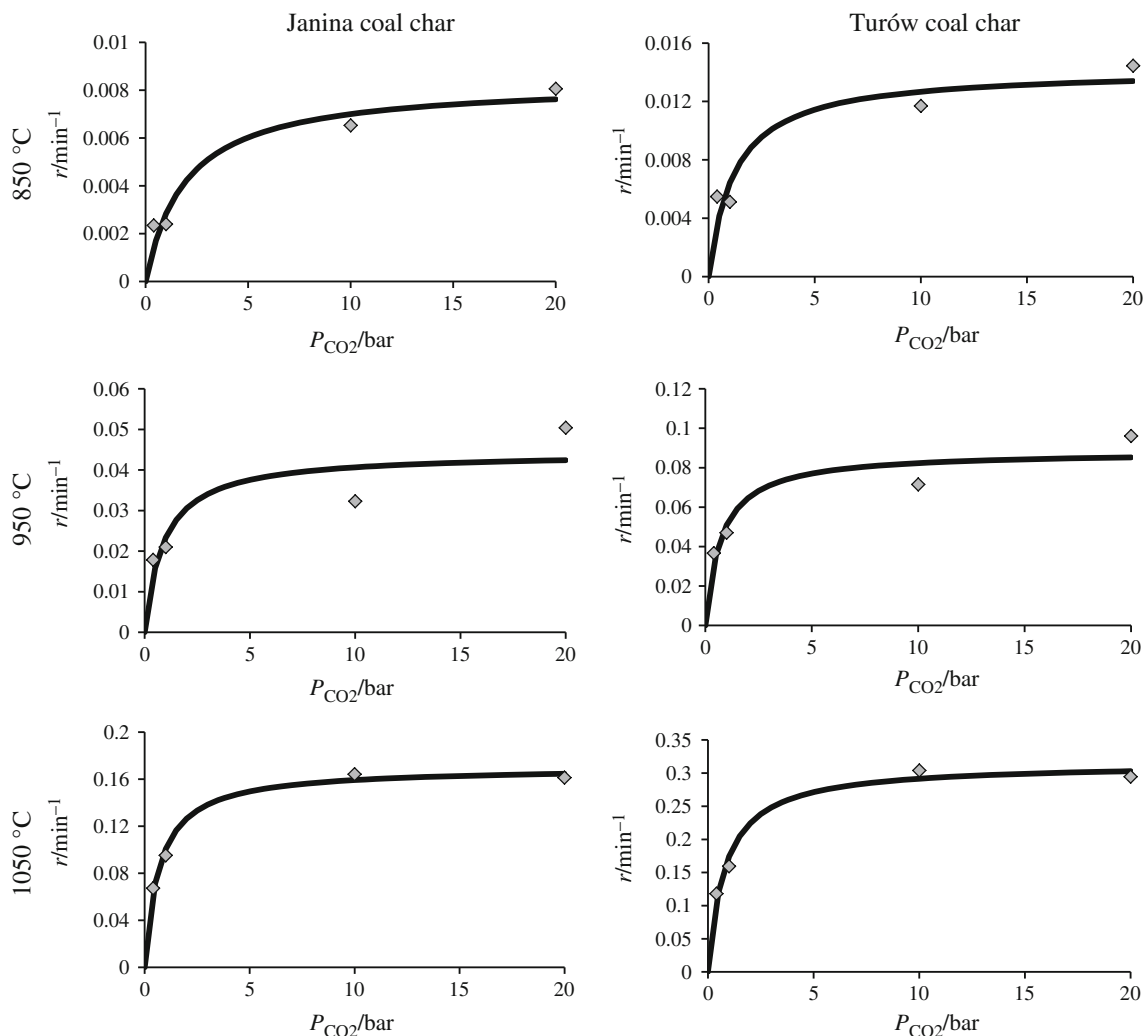 Janina coal char
Turów coal char
850 °C
r/min⁻¹
0.01
0.008
0.006
0.004
0.002
0
0 5 10 15 20
P_CO2/bar
r/min⁻¹
0.016
0.012
0.008
0.004
0
0 5 10 15 20
P_CO2/bar
950 °C
r/min⁻¹
0.06
0.05
0.04
0.03
0.02
0.01
0
0 5 10 15 20
P_CO2/bar
r/min⁻¹
0.12
0.1
0.08
0.06
0.04
0.02
0
0 5 10 15 20
P_CO2/bar
1050 °C
r/min⁻¹
0.2
0.16
0.12
0.08
0.04
0
0 5 10 15 20
P_CO2/bar
r/min⁻¹
0.35
0.3
0.25
0.2
0.15
0.1
0.05
0
0 5 10 15 20
P_CO2/bar